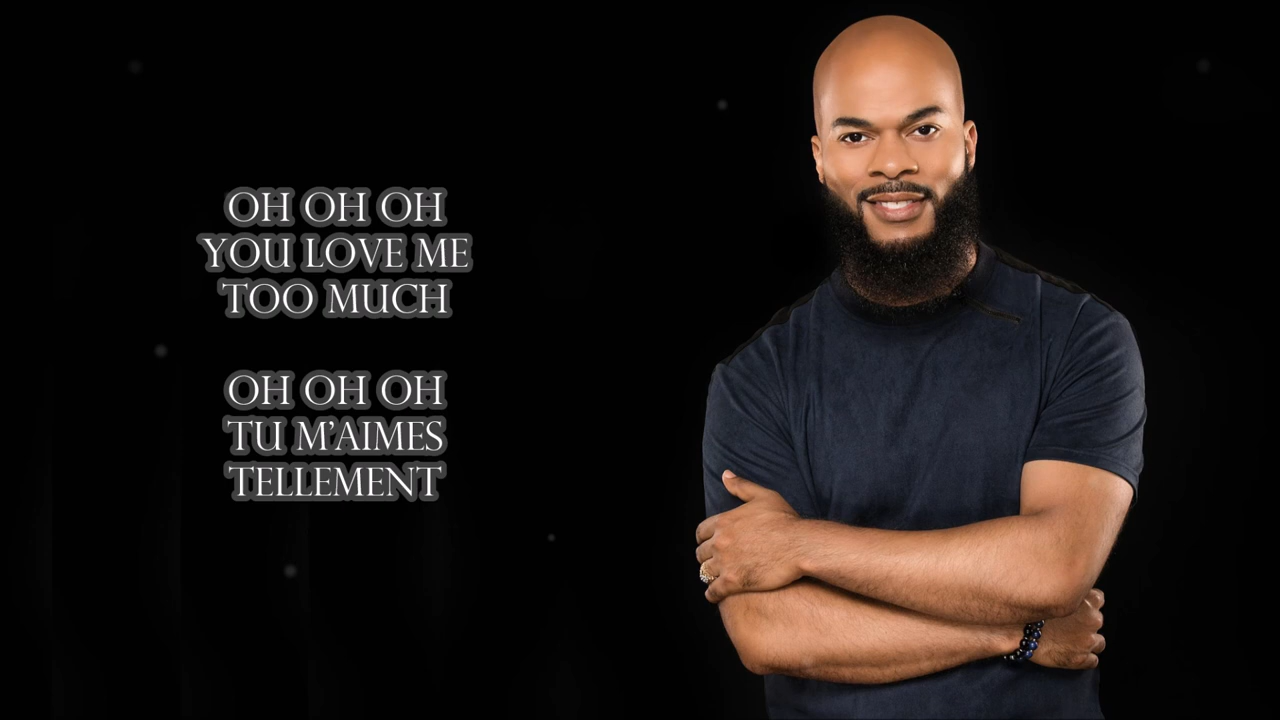 OH OH OH
YOU LOVE ME
TOO MUCH
OH OH OH
TU M'AIMES
TELLEMENT